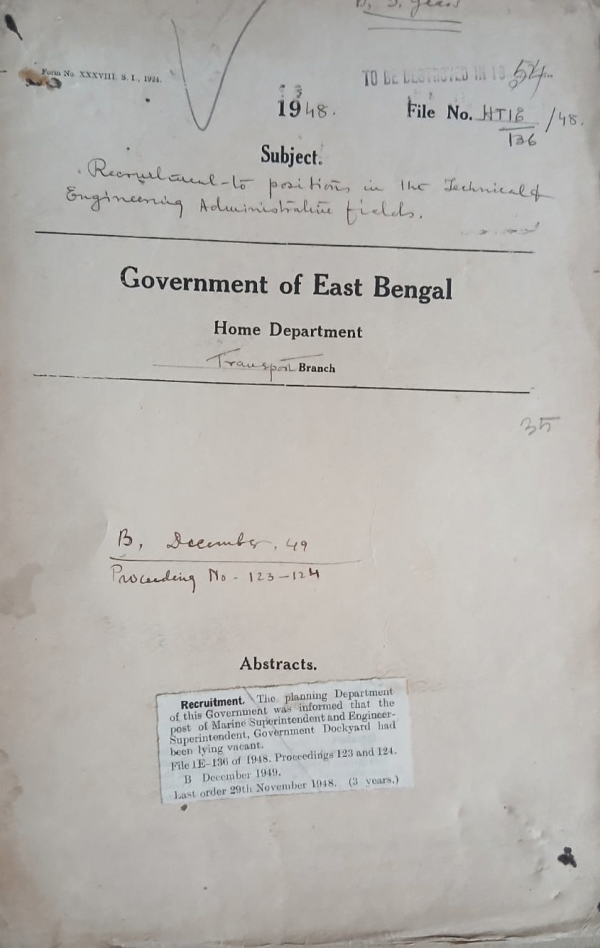 B, 3, years
Form No XXXVIII. S. I., 1924.
TO BE DESTROYED IN 19 52
1948.
File No. HT18/136/48.
Subject.
Recruitment to positions in the Technical &
Engineering Administrative fields.
Government of East Bengal
Home Department
Transport Branch
35
B, December, 49
Proceeding No - 123-124
Abstracts.
Recruitment. The planning Department
of this Government was informed that the
post of Marine Superintendent and Engineer-
Superintendent, Government Dockyard had
been lying vacant.
File 1E-136 of 1948. Proceedings 123 and 124.
B December 1949.
Last order 29th November 1948. (3 years.)